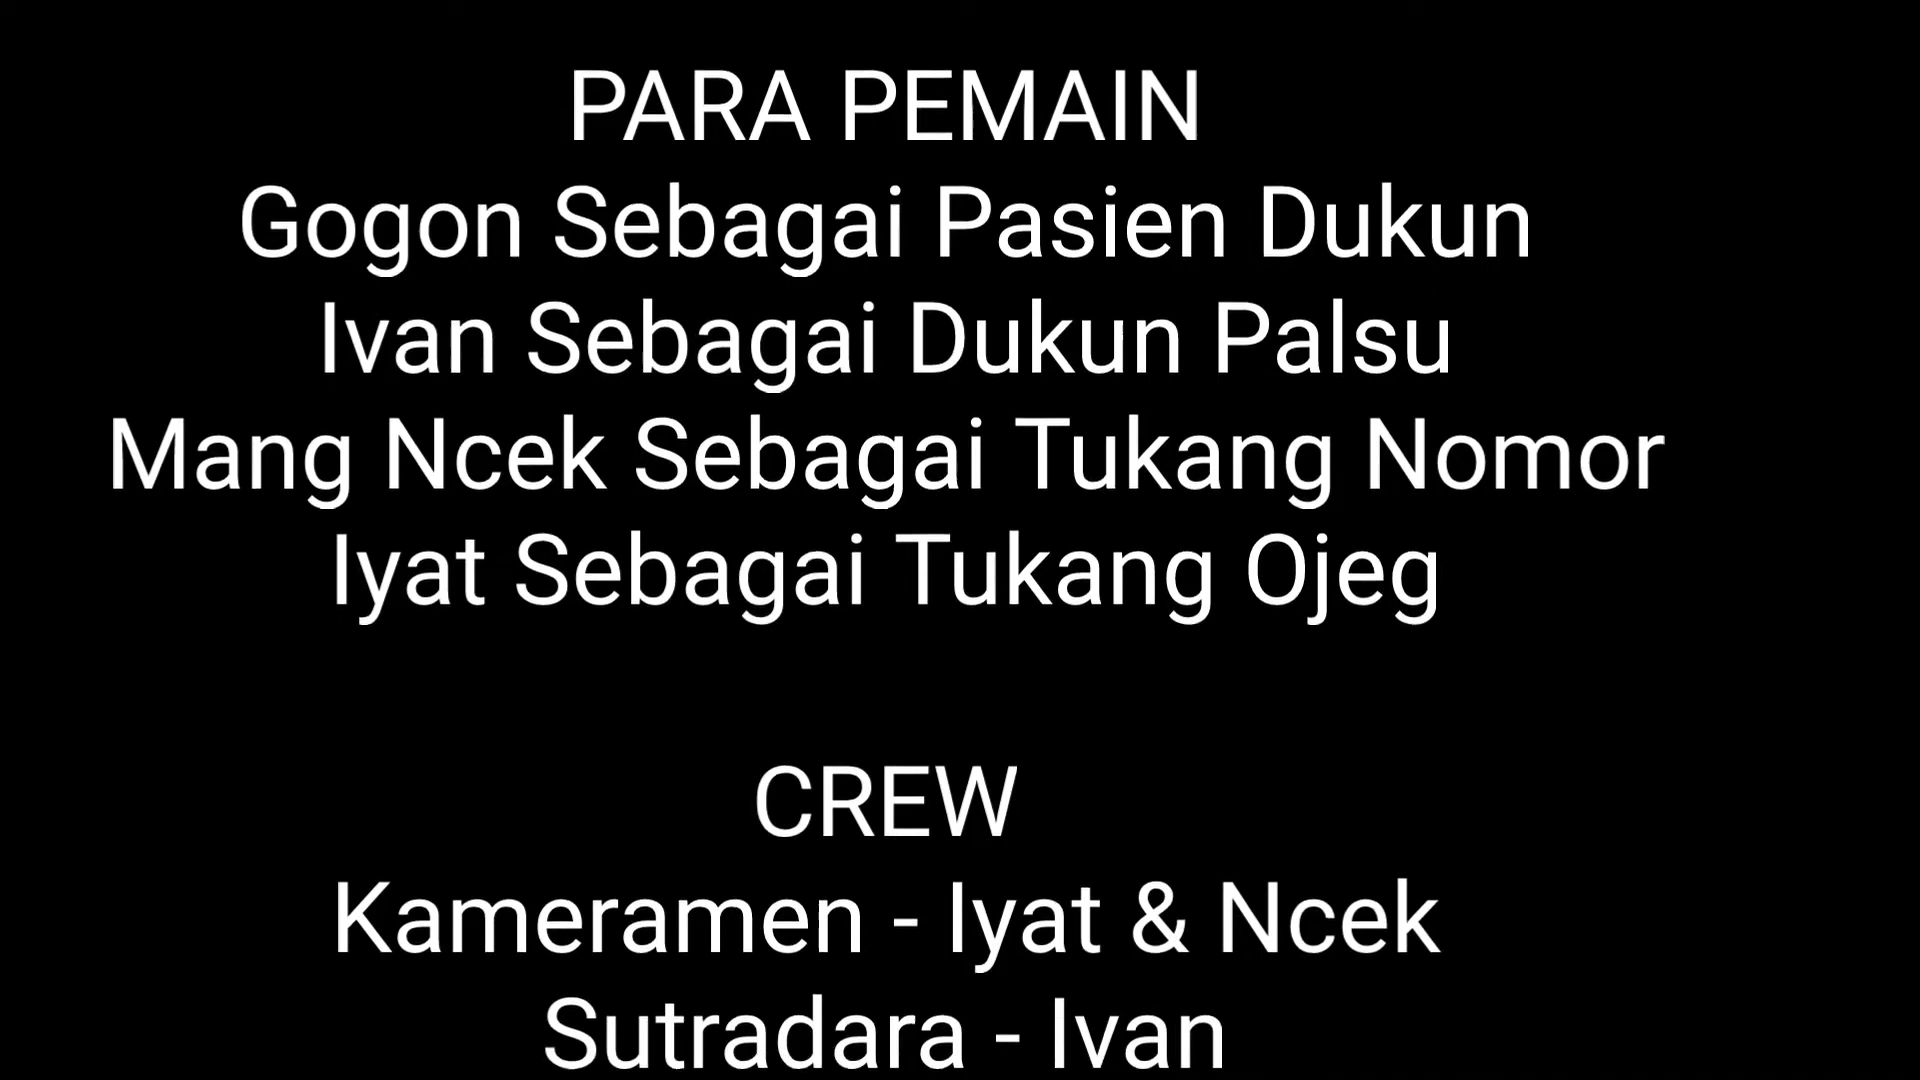 PARA PEMAIN
Gogon Sebagai Pasien Dukun
Ivan Sebagai Dukun Palsu
Mang Ncek Sebagai Tukang Nomor
Iyat Sebagai Tukang Ojeg
CREW
Kameramen - Iyat & Ncek
Sutradara - Ivan